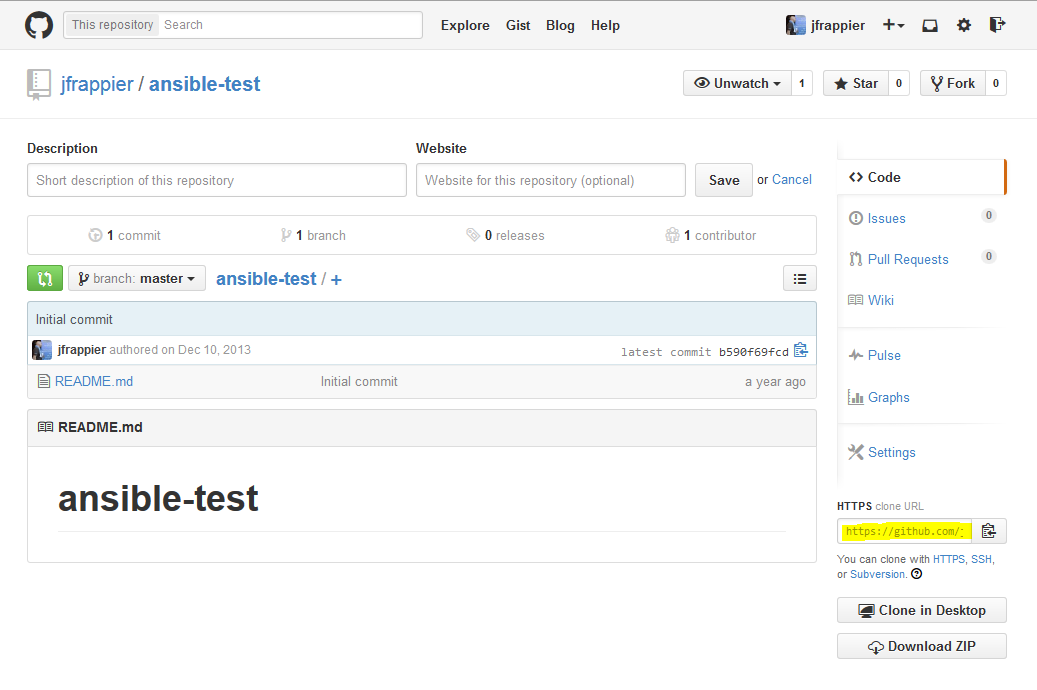 This repository Search Explore Gist Blog Help jfrappier
jfrappier / ansible-test Unwatch 1 Star 0 Fork 0
Description Website
Short description of this repository Website for this repository (optional) Save or Cancel
1 commit 1 branch 0 releases 1 contributor
branch: master ansible-test / +
Initial commit
jfrappier authored on Dec 10, 2013 latest commit b590f69fcd
README.md Initial commit a year ago
README.md
ansible-test
Code
Issues 0
Pull Requests 0
Wiki
Pulse
Graphs
Settings
HTTPS clone URL
https://github.com/
You can clone with HTTPS, SSH,
or Subversion.
Clone in Desktop
Download ZIP